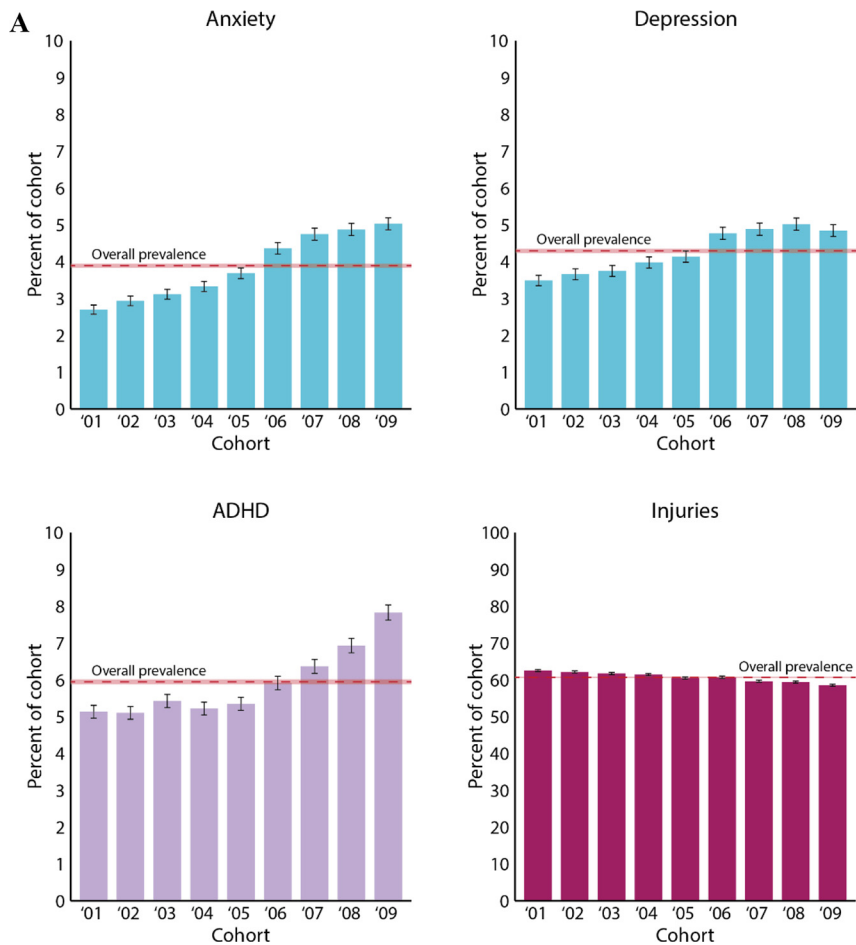 A
Anxiety
Percent of cohort
10
9
8
7
6
5
4
3
2
1
0
Overall prevalence
‘01 ‘02 ‘03 ‘04 ‘05 ‘06 ‘07 ‘08 ‘09
Cohort
Depression
Percent of cohort
10
9
8
7
6
5
4
3
2
1
0
Overall prevalence
‘01 ‘02 ‘03 ‘04 ‘05 ‘06 ‘07 ‘08 ‘09
Cohort
ADHD
Percent of cohort
10
9
8
7
6
5
4
3
2
1
0
Overall prevalence
‘01 ‘02 ‘03 ‘04 ‘05 ‘06 ‘07 ‘08 ‘09
Cohort
Injuries
Percent of cohort
100
90
80
70
60
50
40
30
20
10
0
Overall prevalence
‘01 ‘02 ‘03 ‘04 ‘05 ‘06 ‘07 ‘08 ‘09
Cohort